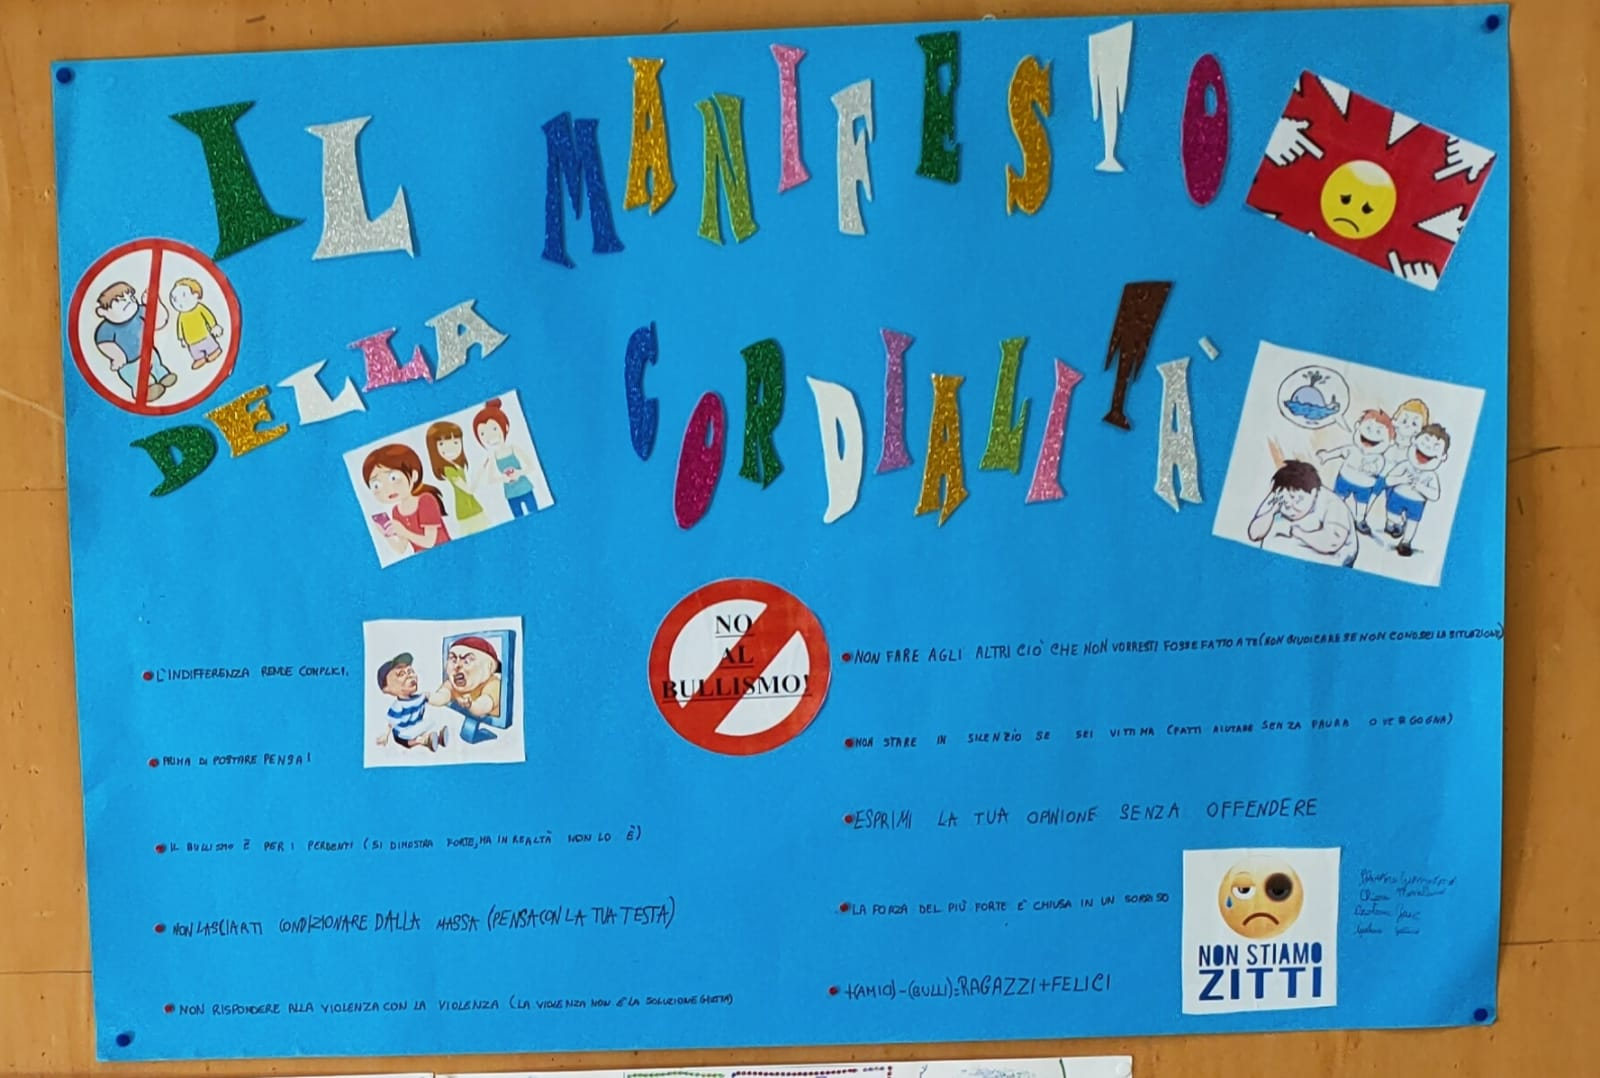 IL MANIFESTO
DELLA CORDIALITÀ
NO
AL
BULLISMO!
L'INDIFFERENZA RENDE COMPLICI.
PRIMA DI POSTARE PENSA!
IL BULLISMO È PER I PERDENTI (SI DIMOSTRA FORTE, MA IN REALTÀ NON LO È)
NON LASCIARTI CONDIZIONARE DALLA MASSA (PENSA CON LA TUA TESTA)
NON RISPONDERE ALLA VIOLENZA CON LA VIOLENZA (LA VIOLENZA NON È LA SOLUZIONE GIUSTA)
NON FARE AGLI ALTRI CIÒ CHE NON VORRESTI FOSSE FATTO A TE (NON GIUDICARE SE NON CONOSCI LA SITUAZIONE)
NON STARE IN SILENZIO SE SEI VITTIMA (FATTI AIUTARE SENZA PAURA O VERGOGNA)
ESPRIMI LA TUA OPINIONE SENZA OFFENDERE
LA FORZA DEL PIÙ FORTE È CHIUSA IN UN SORRISO
+(AMICI)-(BULLI)=RAGAZZI+FELICI
NON STIAMO
ZITTI